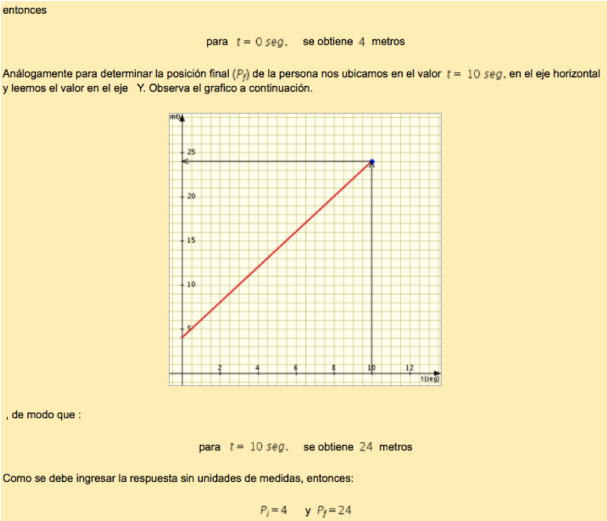 entonces
para t = 0 seg. se obtiene 4 metros
Análogamente para determinar la posición final (Pf) de la persona nos ubicamos en el valor t = 10 seg. en el eje horizontal
y leemos el valor en el eje Y. Observa el grafico a continuación.
m(t)
25
20
15
10
5
2 4 6 8 10 12
t(seg)
, de modo que :
para t = 10 seg. se obtiene 24 metros
Como se debe ingresar la respuesta sin unidades de medidas, entonces:
Pi = 4 y Pf = 24